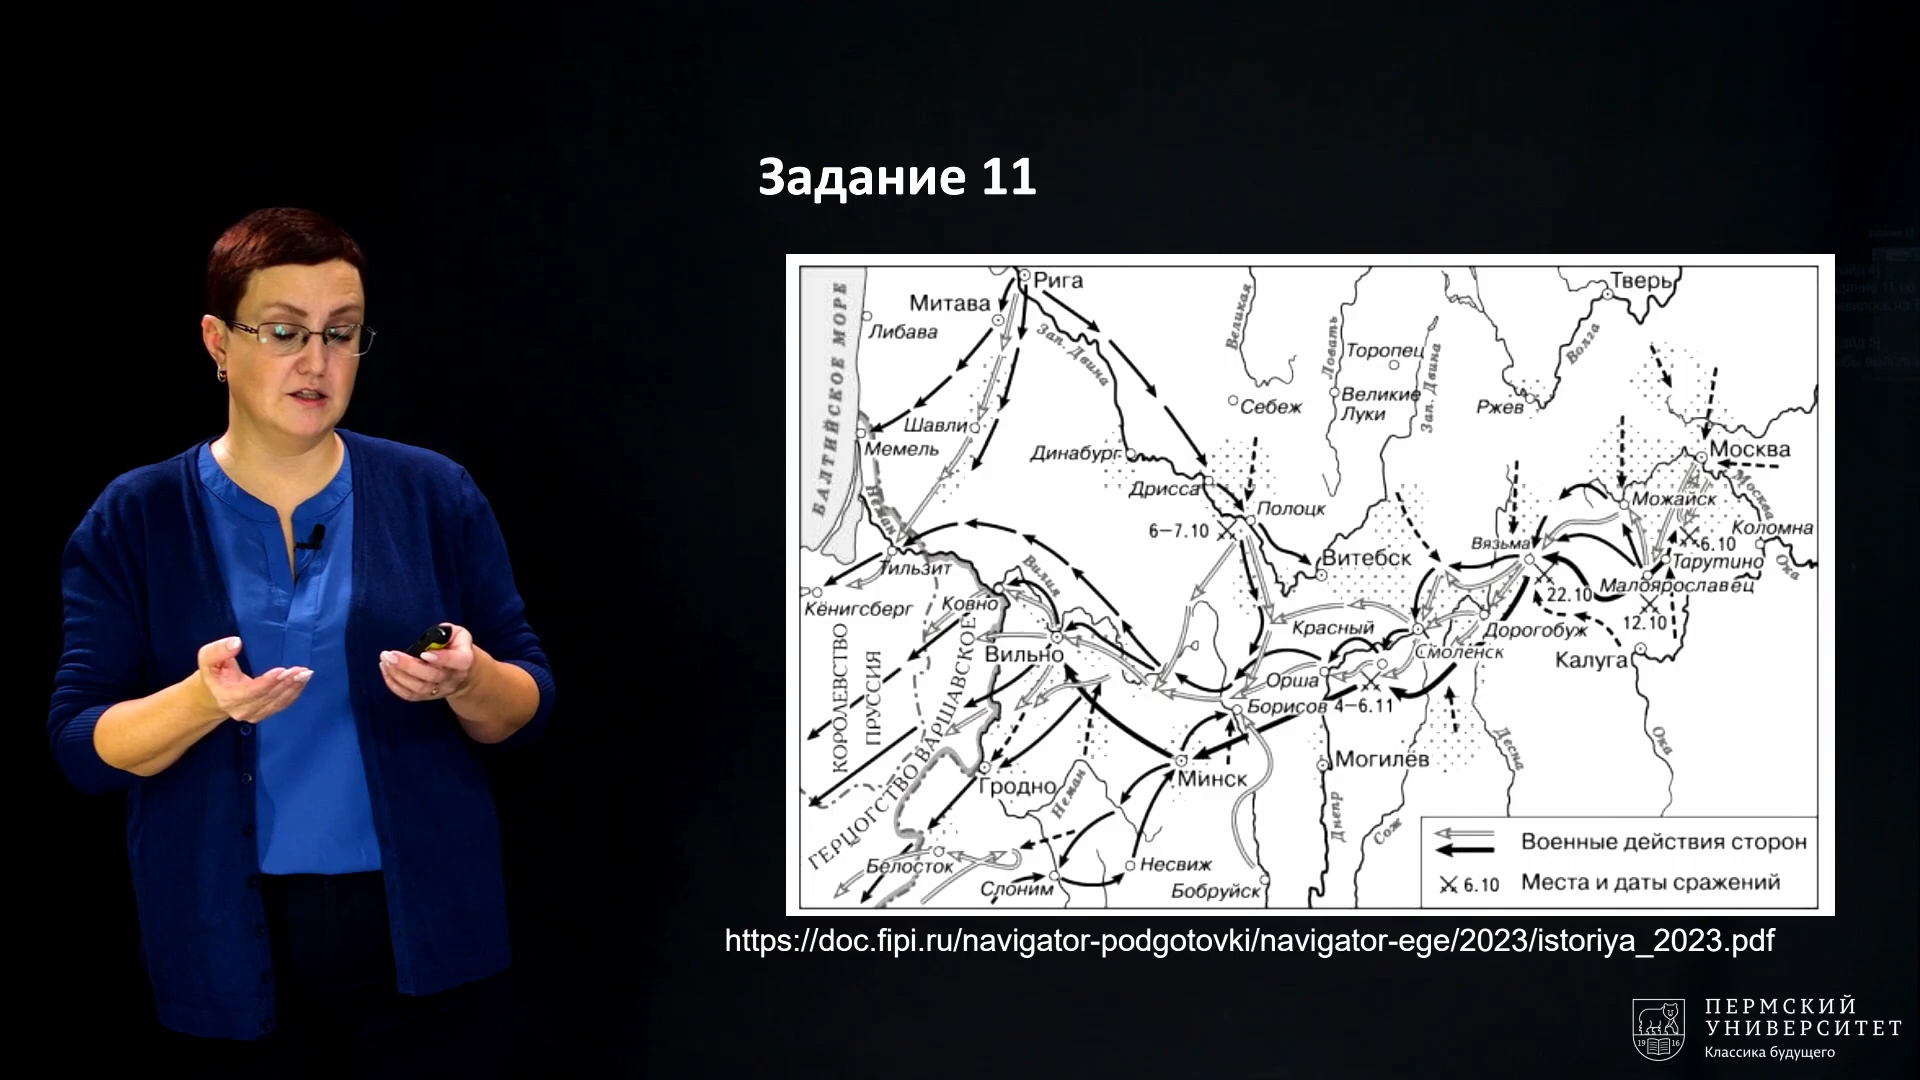 Задание 11
Рига
Тверь
Митава
Либава
БАЛТИЙСКОЕ МОРЕ
Зап. Двина
Великая
Ловать
Торопец
Волга
Зап. Двина
Себеж
Великие
Луки
Ржев
Шавли
Мемель
Динабург
Москва
Неман
Дрисса
Полоцк
Можайск
Москва
Коломна
6–7.10
Витебск
Вязьма
6.10
Тарутино
Ока
Тильзит
Вилия
Малоярославец
22.10
Кёнигсберг
Ковно
Красный
Дорогобуж
12.10
Вильно
Смоленск
Калуга
КОРОЛЕВСТВО
ПРУССИЯ
ГЕРЦОГСТВО ВАРШАВСКОЕ
Орша
Борисов
4–6.11
Десна
Ока
Могилёв
Минск
Гродно
Неман
Днепр
Сож
Белосток
Слоним
Несвиж
Бобруйск
Военные действия сторон
6.10 Места и даты сражений
https://doc.fipi.ru/navigator-podgotovki/navigator-ege/2023/istoriya_2023.pdf
ПЕРМСКИЙ
УНИВЕРСИТЕТ
Классика будущего
19 16